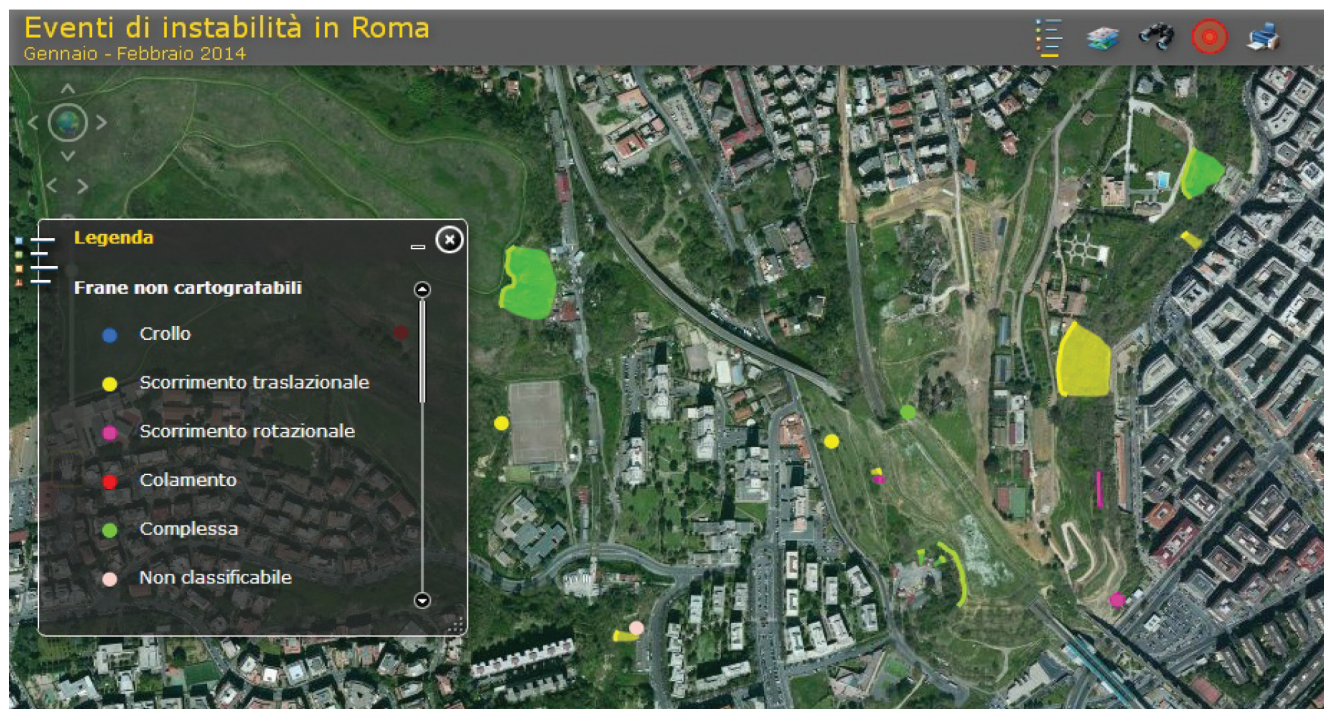 Eventi di instabilità in Roma
Gennaio - Febbraio 2014
Legenda
Frane non cartografabili
Crollo
Scorrimento traslazionale
Scorrimento rotazionale
Colamento
Complessa
Non classificabile